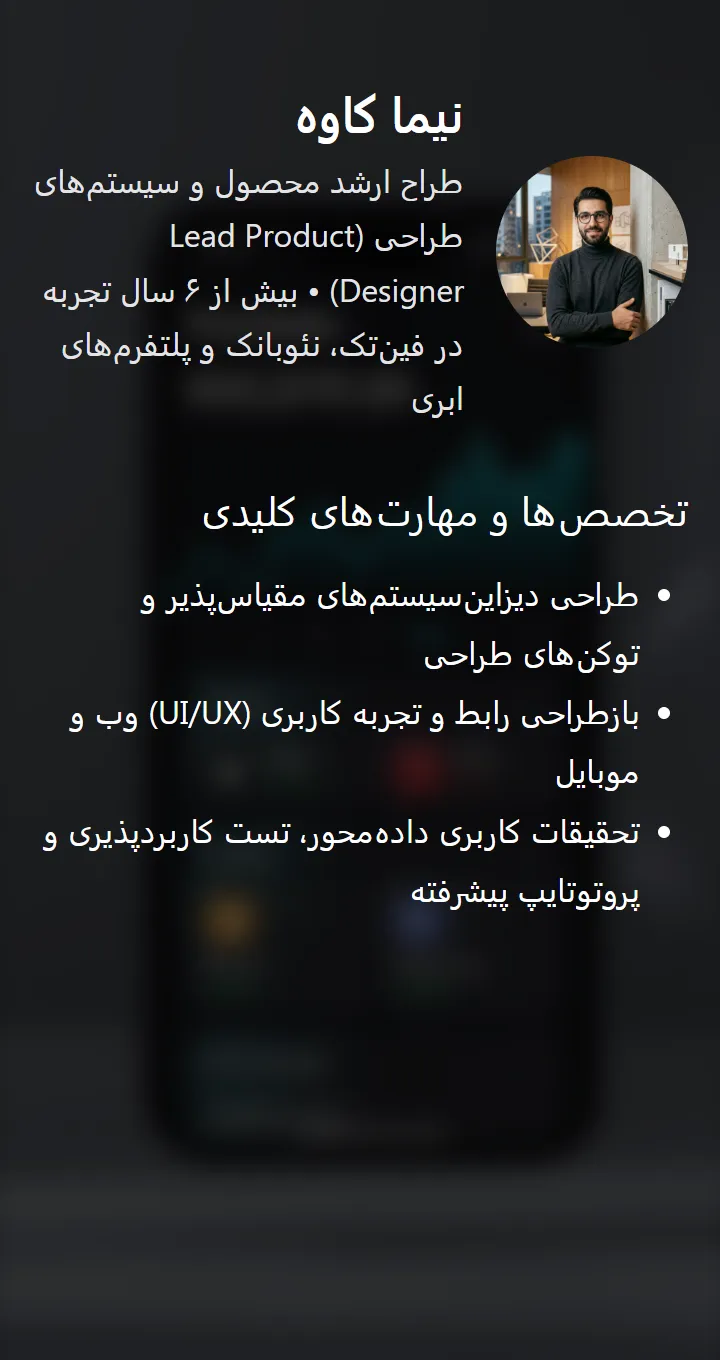 نیما کاوه
طراح ارشد محصول و سیستم‌های
طراحی (Lead Product
Designer) • بیش از ۶ سال تجربه
در فین‌تک، نئوبانک و پلتفرم‌های
ابری
تخصص‌ها و مهارت‌های کلیدی
• طراحی دیزاین‌سیستم‌های مقیاس‌پذیر و
توکن‌های طراحی
• بازطراحی رابط و تجربه کاربری (UI/UX) وب و
موبایل
• تحقیقات کاربری داده‌محور، تست کاربردپذیری و
پروتوتایپ پیشرفته